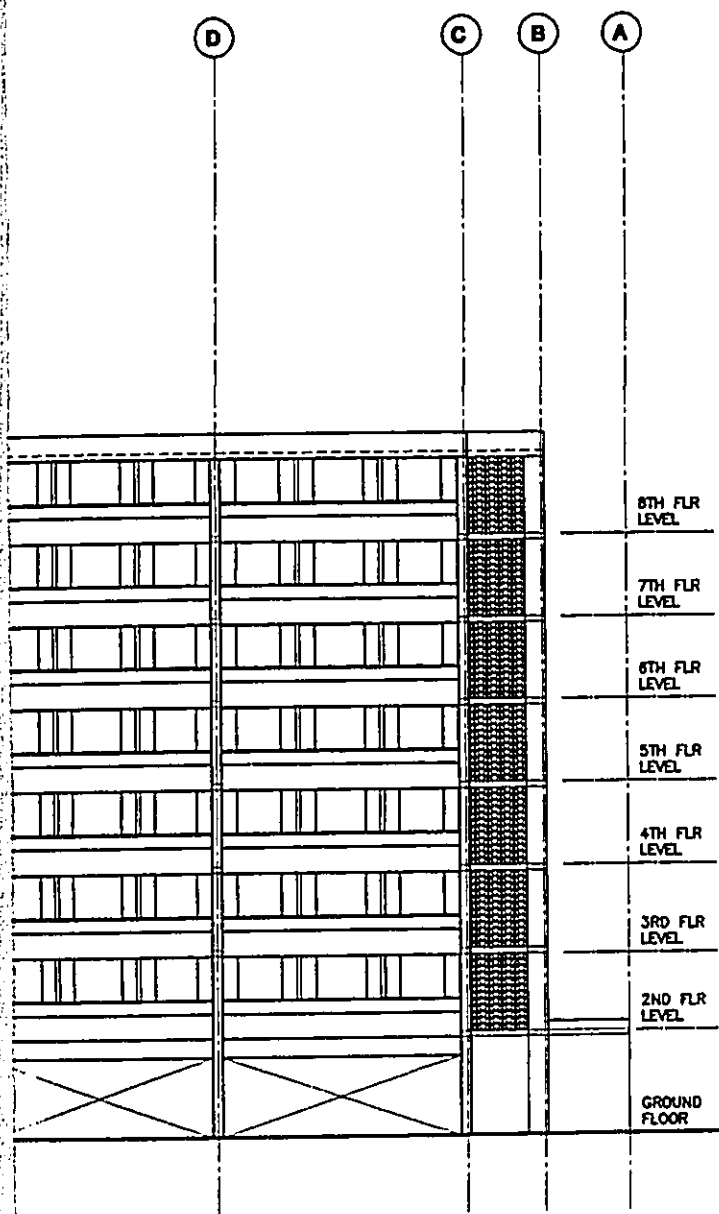 D
C
B
A
8TH FLR
LEVEL
7TH FLR
LEVEL
6TH FLR
LEVEL
5TH FLR
LEVEL
4TH FLR
LEVEL
3RD FLR
LEVEL
2ND FLR
LEVEL
GROUND
FLOOR